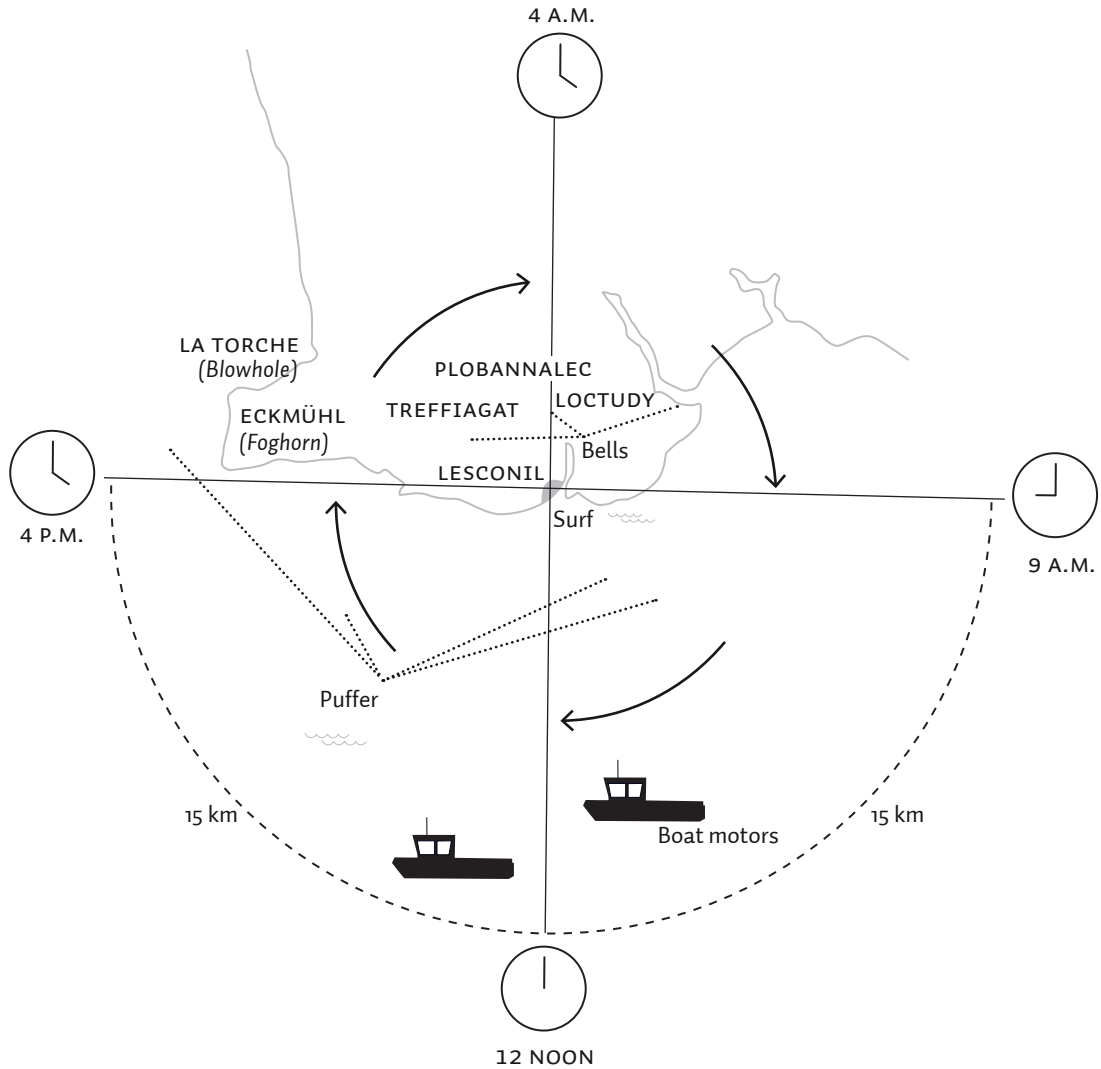 4 A.M.
LA TORCHE
(Blowhole)
PLOBANNALEC
ECKMÜHL
(Foghorn)
TREFFIAGAT
LOCTUDY
Bells
LESCONIL
Surf
4 P.M.
9 A.M.
Puffer
15 km
15 km
Boat motors
12 NOON